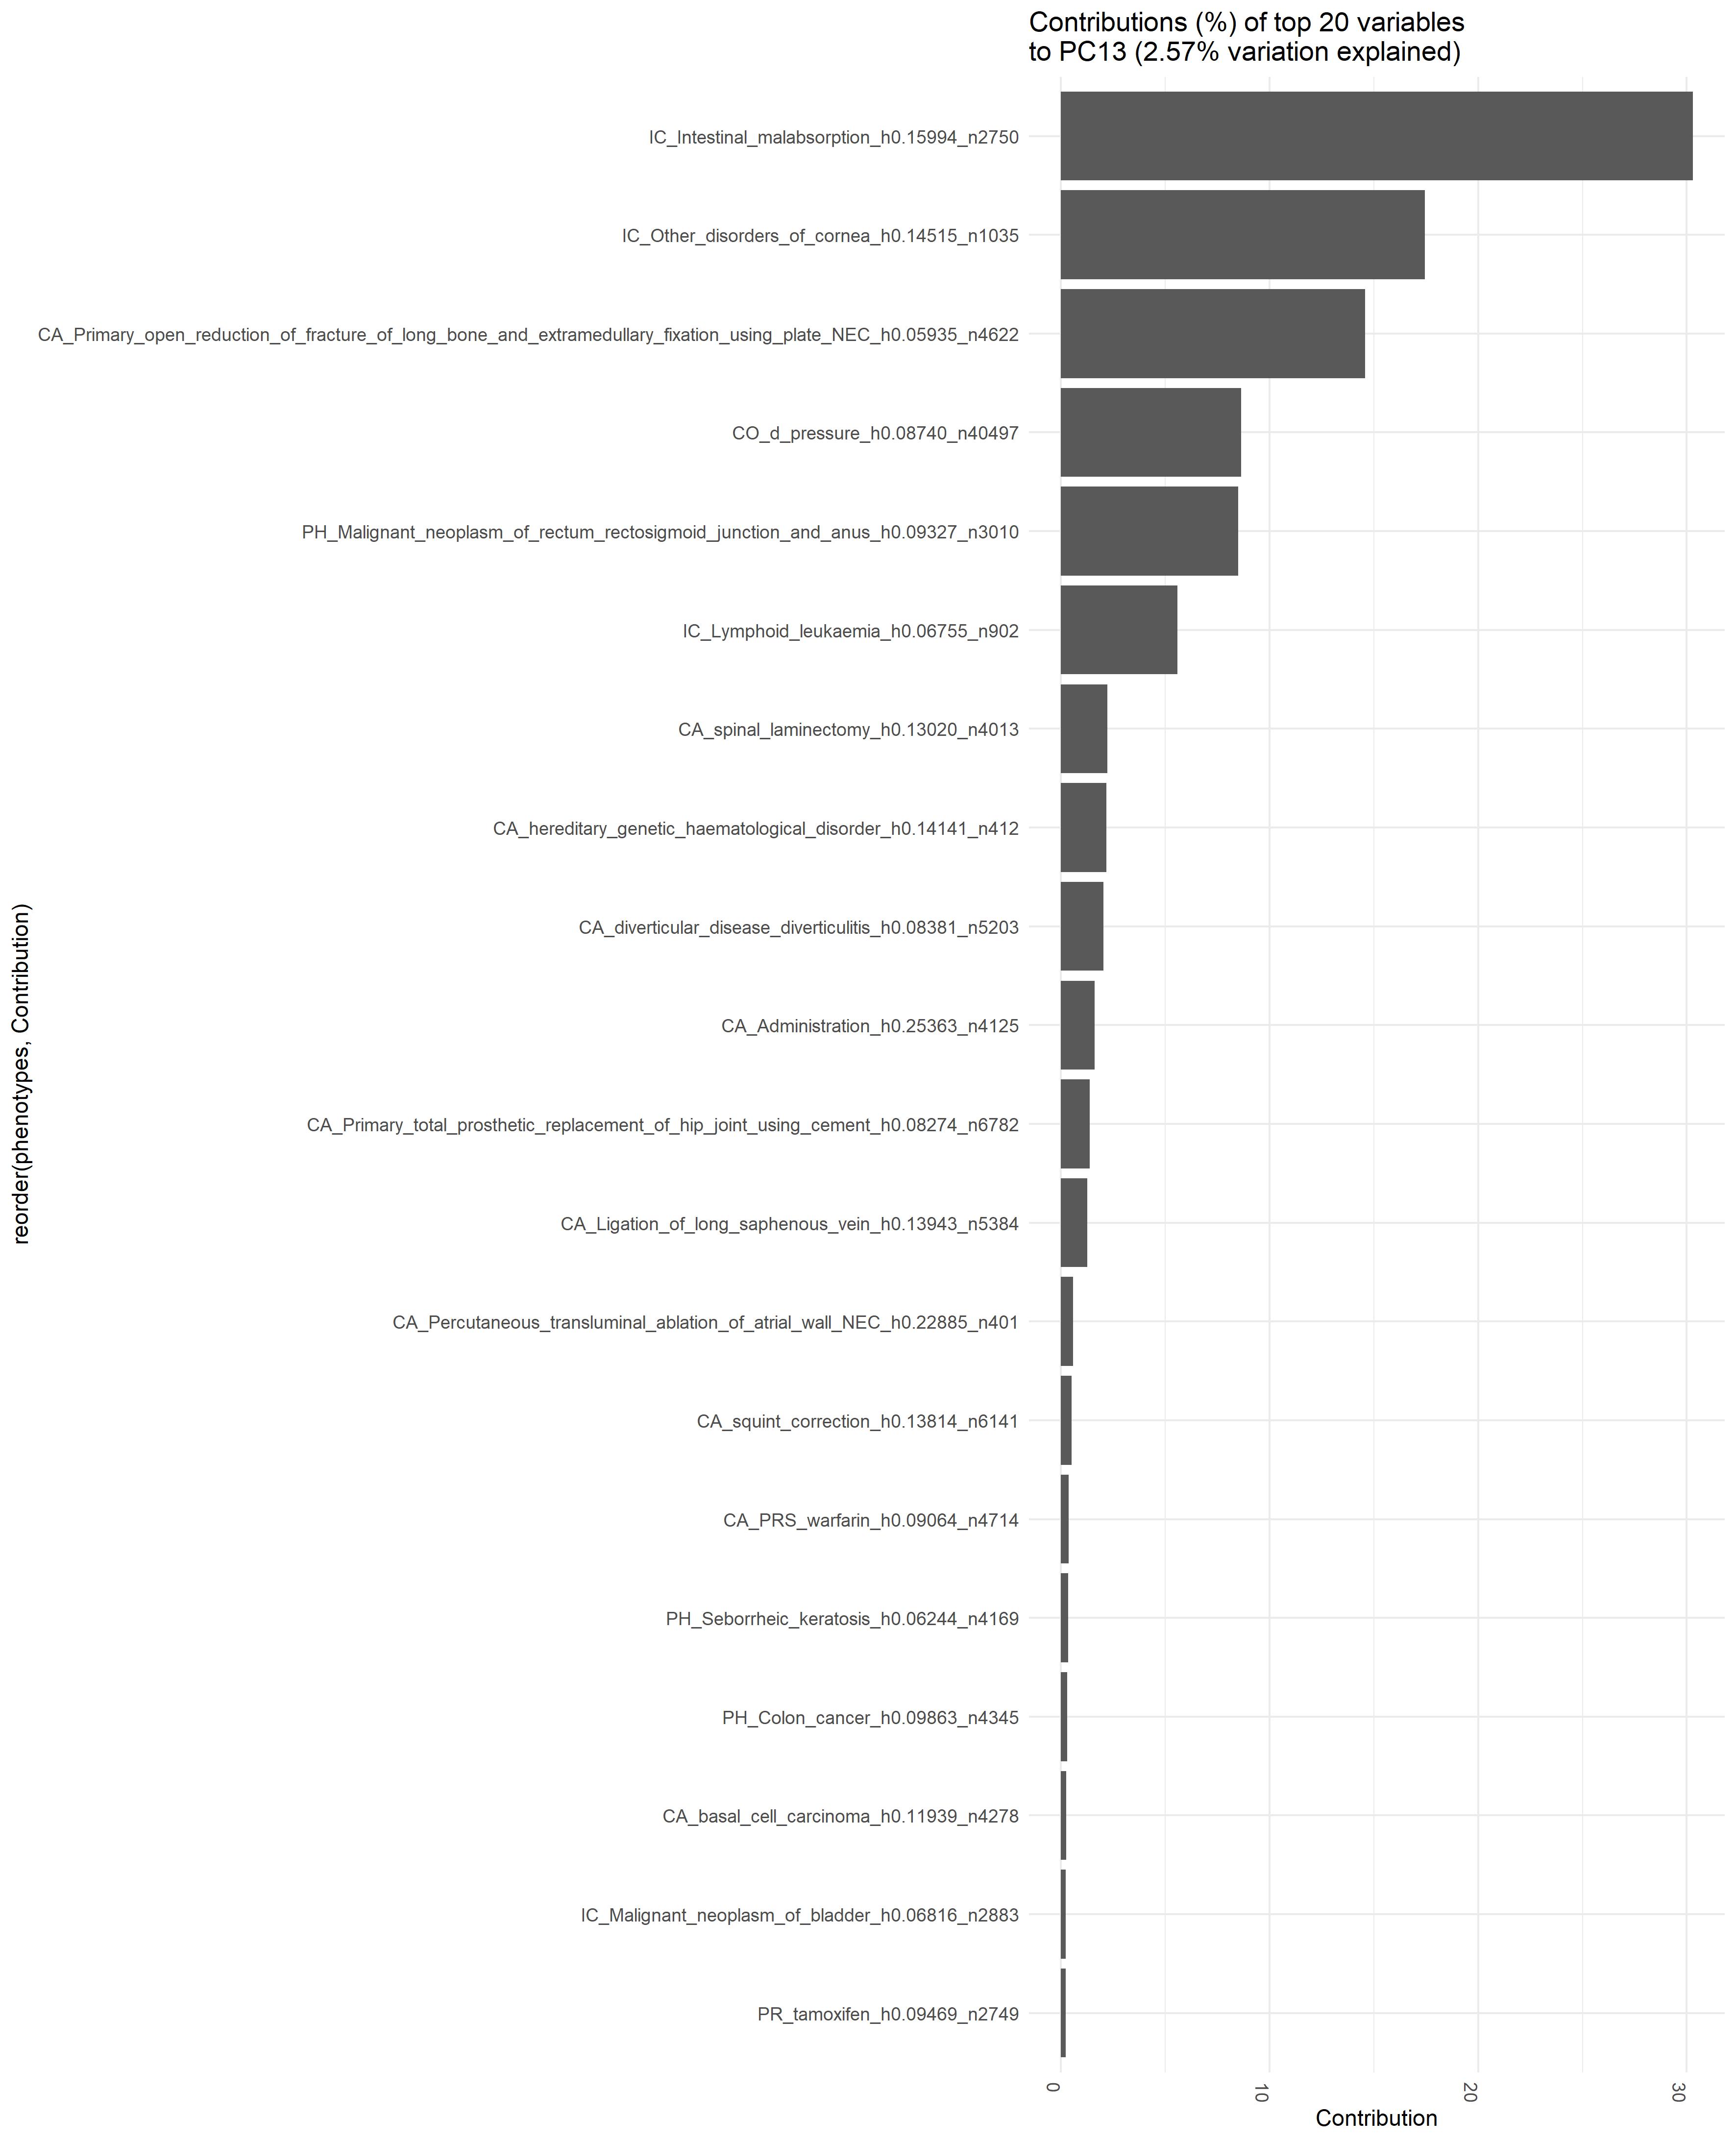 Contributions (%) of top 20 variables
to PC13 (2.57% variation explained)
IC_Intestinal_malabsorption_h0.15994_n2750
IC_Other_disorders_of_cornea_h0.14515_n1035
CA_Primary_open_reduction_of_fracture_of_long_bone_and_extramedullary_fixation_using_plate_NEC_h0.05935_n4622
CO_d_pressure_h0.08740_n40497
PH_Malignant_neoplasm_of_rectum_rectosigmoid_junction_and_anus_h0.09327_n3010
IC_Lymphoid_leukaemia_h0.06755_n902
CA_spinal_laminectomy_h0.13020_n4013
CA_hereditary_genetic_haematological_disorder_h0.14141_n412
CA_diverticular_disease_diverticulitis_h0.08381_n5203
CA_Administration_h0.25363_n4125
CA_Primary_total_prosthetic_replacement_of_hip_joint_using_cement_h0.08274_n6782
CA_Ligation_of_long_saphenous_vein_h0.13943_n5384
CA_Percutaneous_transluminal_ablation_of_atrial_wall_NEC_h0.22885_n401
CA_squint_correction_h0.13814_n6141
CA_PRS_warfarin_h0.09064_n4714
PH_Seborrheic_keratosis_h0.06244_n4169
PH_Colon_cancer_h0.09863_n4345
CA_basal_cell_carcinoma_h0.11939_n4278
IC_Malignant_neoplasm_of_bladder_h0.06816_n2883
PR_tamoxifen_h0.09469_n2749
reorder(phenotypes, Contribution)
0
10
20
30
Contribution